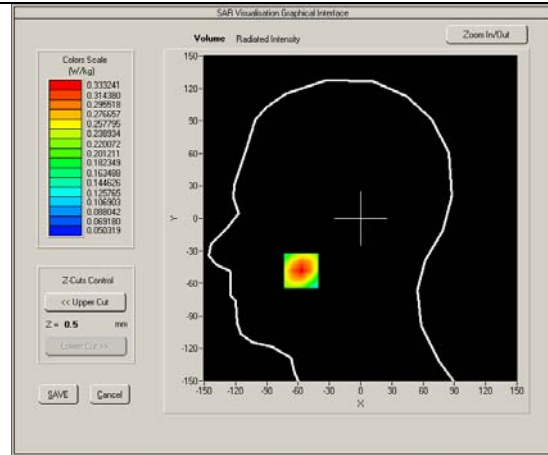 SAR Visualisation Graphical Interface
Volume Radiated Intensity
Zoom In/Out
Colors Scale
(W/kg)
0.333241
0.314380
0.295518
0.276657
0.257795
0.238934
0.220072
0.201211
0.182349
0.163488
0.144626
0.125765
0.106903
0.088042
0.069180
0.050319
Z-Cuts Control
<< Upper Cut
Z = 0.5 mm
Lower Cut >>
SAVE Cancel
150-
120-
90-
60-
30-
0-
-30-
-60-
-90-
-120-
-150-
Y
-150 -120 -90 -60 -30 0 30 60 90 120 150
X